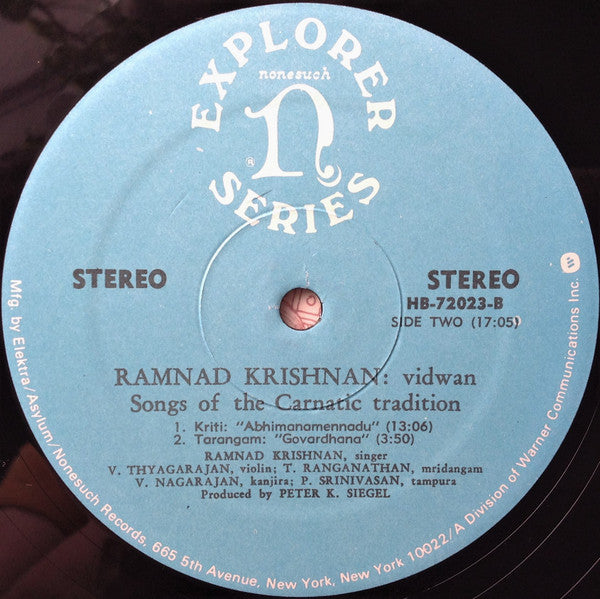 EXPLORER
nonesuch
n
®
SERIES
STEREO
STEREO
HB-72023-B
SIDE TWO (17:05)
RAMNAD KRISHNAN: vidwan
Songs of the Carnatic tradition
1. Kriti: "Abhimanamennadu" (13:06)
2. Tarangam: "Govardhana" (3:50)
RAMNAD KRISHNAN, singer
V. THYAGARAJAN, violin; T. RANGANATHAN, mridangam
V. NAGARAJAN, kanjira; P. SRINIVASAN, tampura
Produced by PETER K. SIEGEL
Mfg. by Elektra/Asylum/Nonesuch Records, 665 5th Avenue, New York, New York 10022/A Division of Warner Communications Inc.